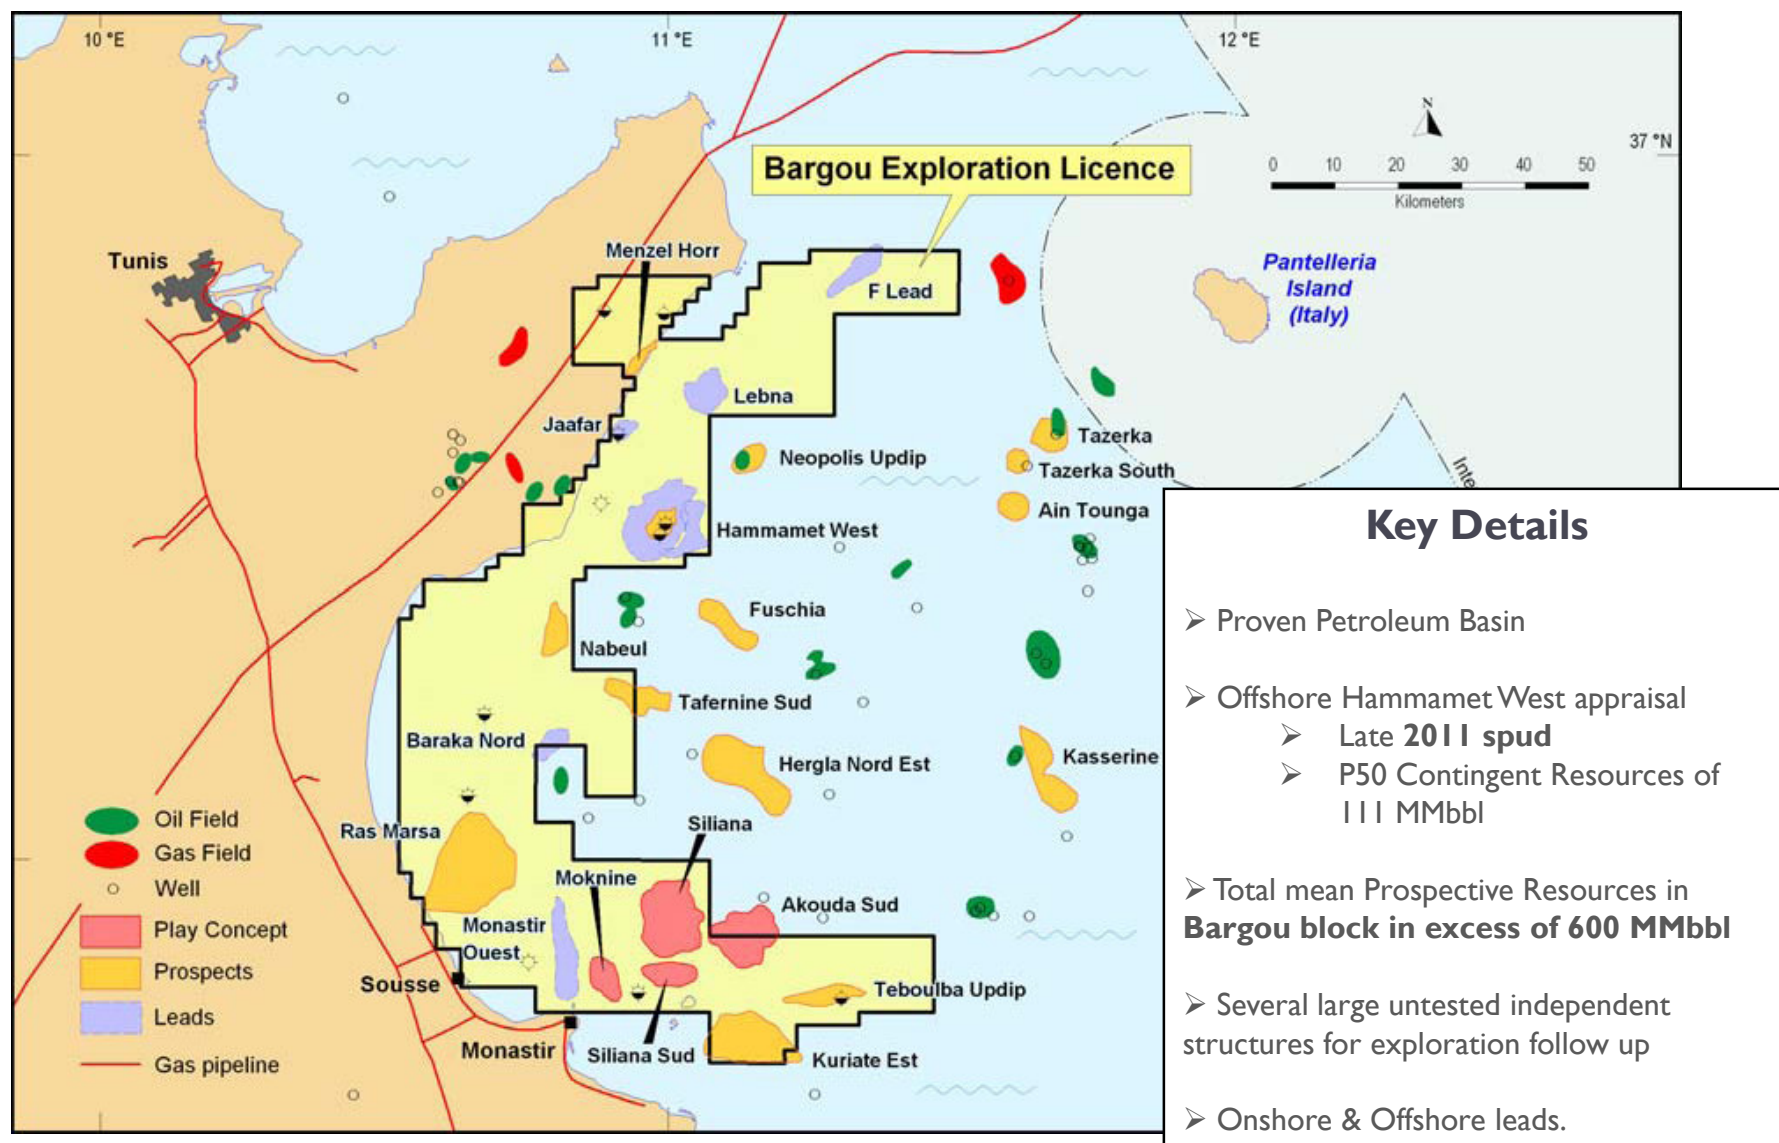 10 °E
11 °E
12 °E
N
37 °N
0 10 20 30 40 50
Kilometers
Bargou Exploration Licence
Tunis
Menzel Horr
F Lead
Pantelleria
Island
(Italy)
Lebna
Jaafar
Neopolis Updip
Tazerka
Tazerka South
Inte
Ain Tounga
Hammamet West
Fuschia
Nabeul
Tafernine Sud
Baraka Nord
Hergla Nord Est
Kasserine
Ras Marsa
Siliana
Moknine
Akouda Sud
Monastir
Ouest
Sousse
Teboulba Updip
Monastir
Siliana Sud
Kuriate Est
Oil Field
Gas Field
Well
Play Concept
Prospects
Leads
Gas pipeline
Key Details
➢ Proven Petroleum Basin
➢ Offshore Hammamet West appraisal
➢ Late 2011 spud
➢ P50 Contingent Resources of
111 MMbbl
➢ Total mean Prospective Resources in
Bargou block in excess of 600 MMbbl
➢ Several large untested independent
structures for exploration follow up
➢ Onshore & Offshore leads.